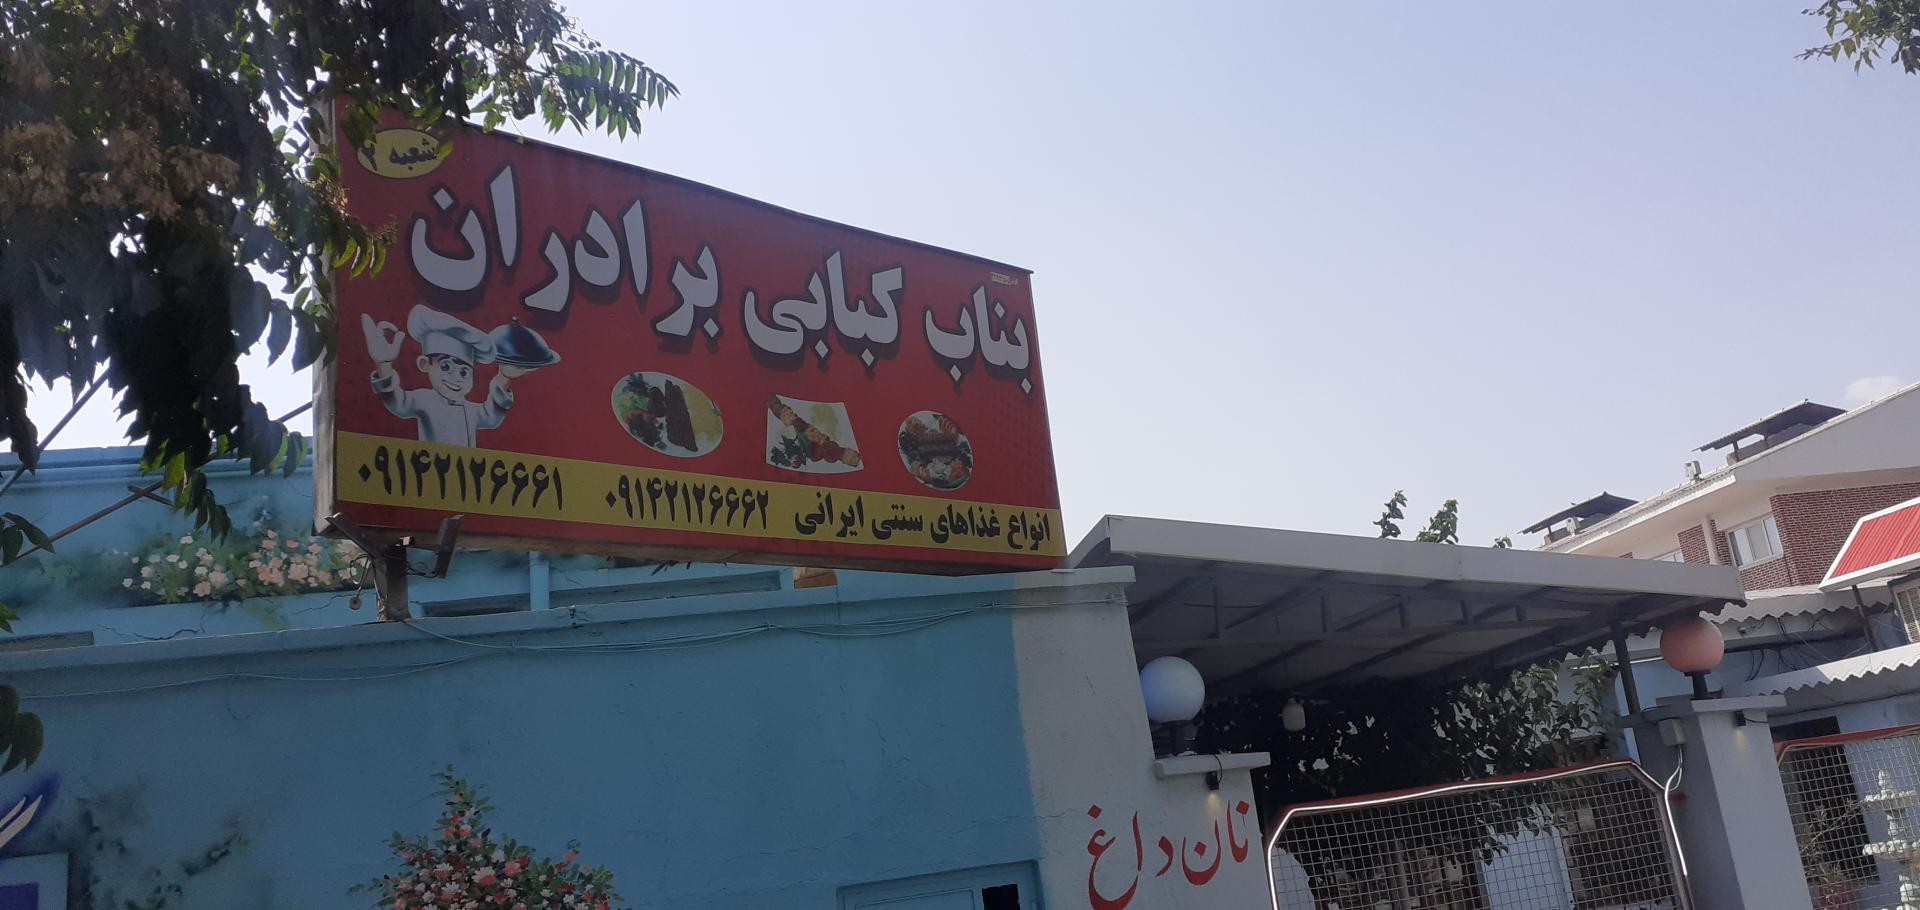 شعبه ۲
بناب کبابی برادران
انواع غذاهای سنتی ایرانی ۰۹۱۴۲۱۲۶۶۶۲ ۰۹۱۴۲۱۲۶۶۶۱
نان داغ